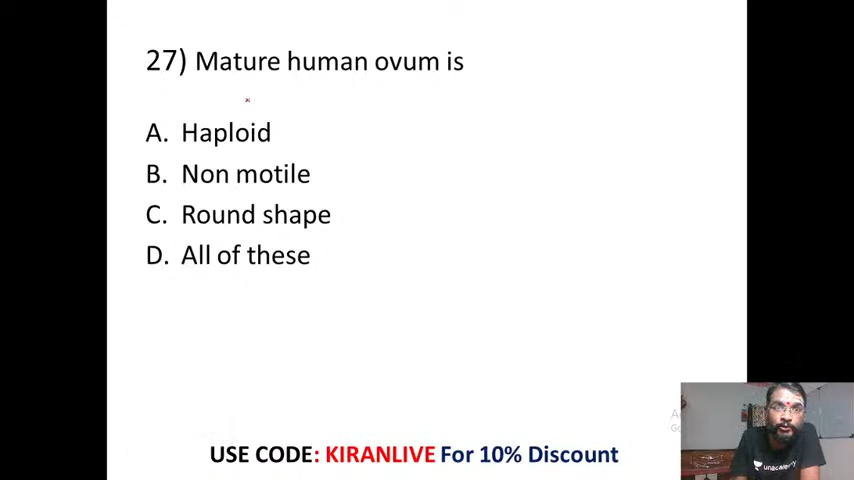 27) Mature human ovum is
A. Haploid
B. Non motile
C. Round shape
D. All of these
USE CODE: KIRANLIVE For 10% Discount
unacademy